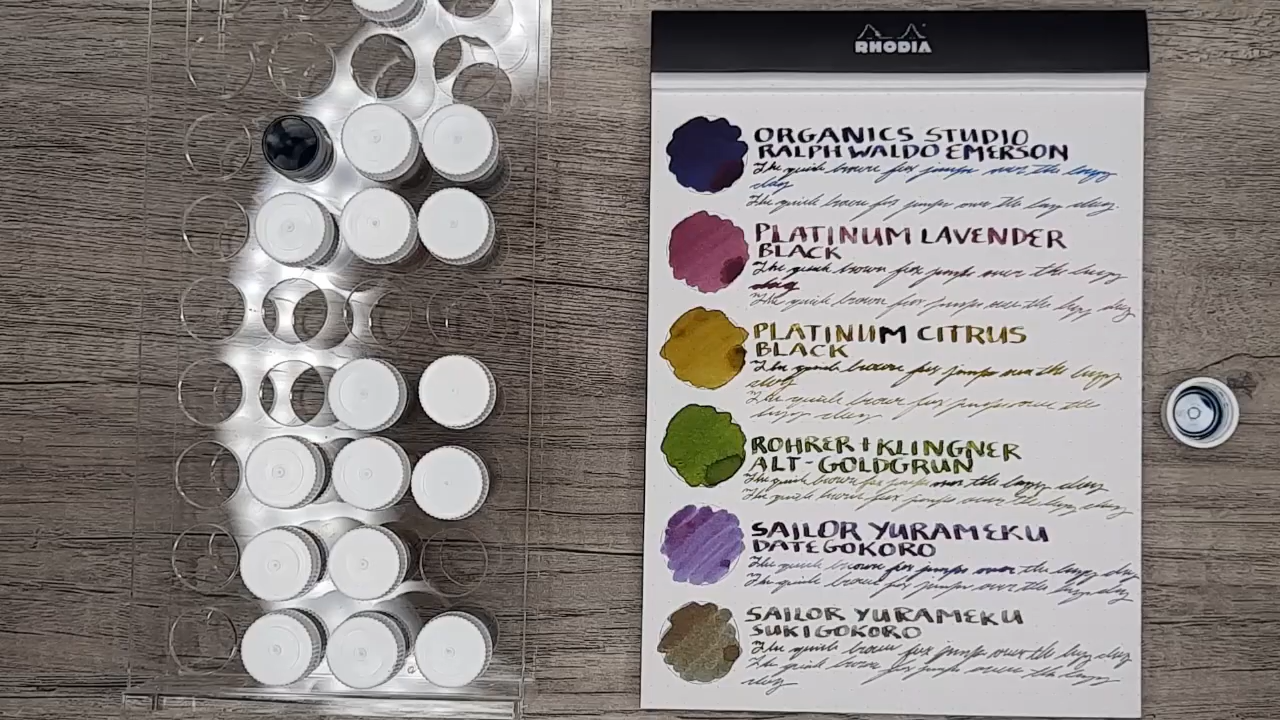 RHODIA
ORGANICS STUDIO
RALPH WALDO EMERSON
The quick brown fox jumps over the lazy
dog
The quick brown fox jumps over the lazy dog.
PLATINUM LAVENDER
BLACK
The quick brown fox jumps over the lazy
dog
The quick brown fox jumps over the lazy dog
PLATINUM CITRUS
BLACK
The quick brown fox jumps over the lazy
dog
The quick brown fox jumps over the
lazy dog.
ROHRER + KLINGNER
ALT-GOLDGRUN
The quick brown fox jumps over the lazy dog
The quick brown fox jumps over the lazy dog.
SAILOR YURAMEKU
DATEGOKORO
The quick brown fox jumps over the lazy dog
The quick brown fox jumps over the lazy dog
SAILOR YURAMEKU
SUKIGOKORO
The quick brown fox jumps over the lazy dog
The quick brown fox jumps over the lazy
dog